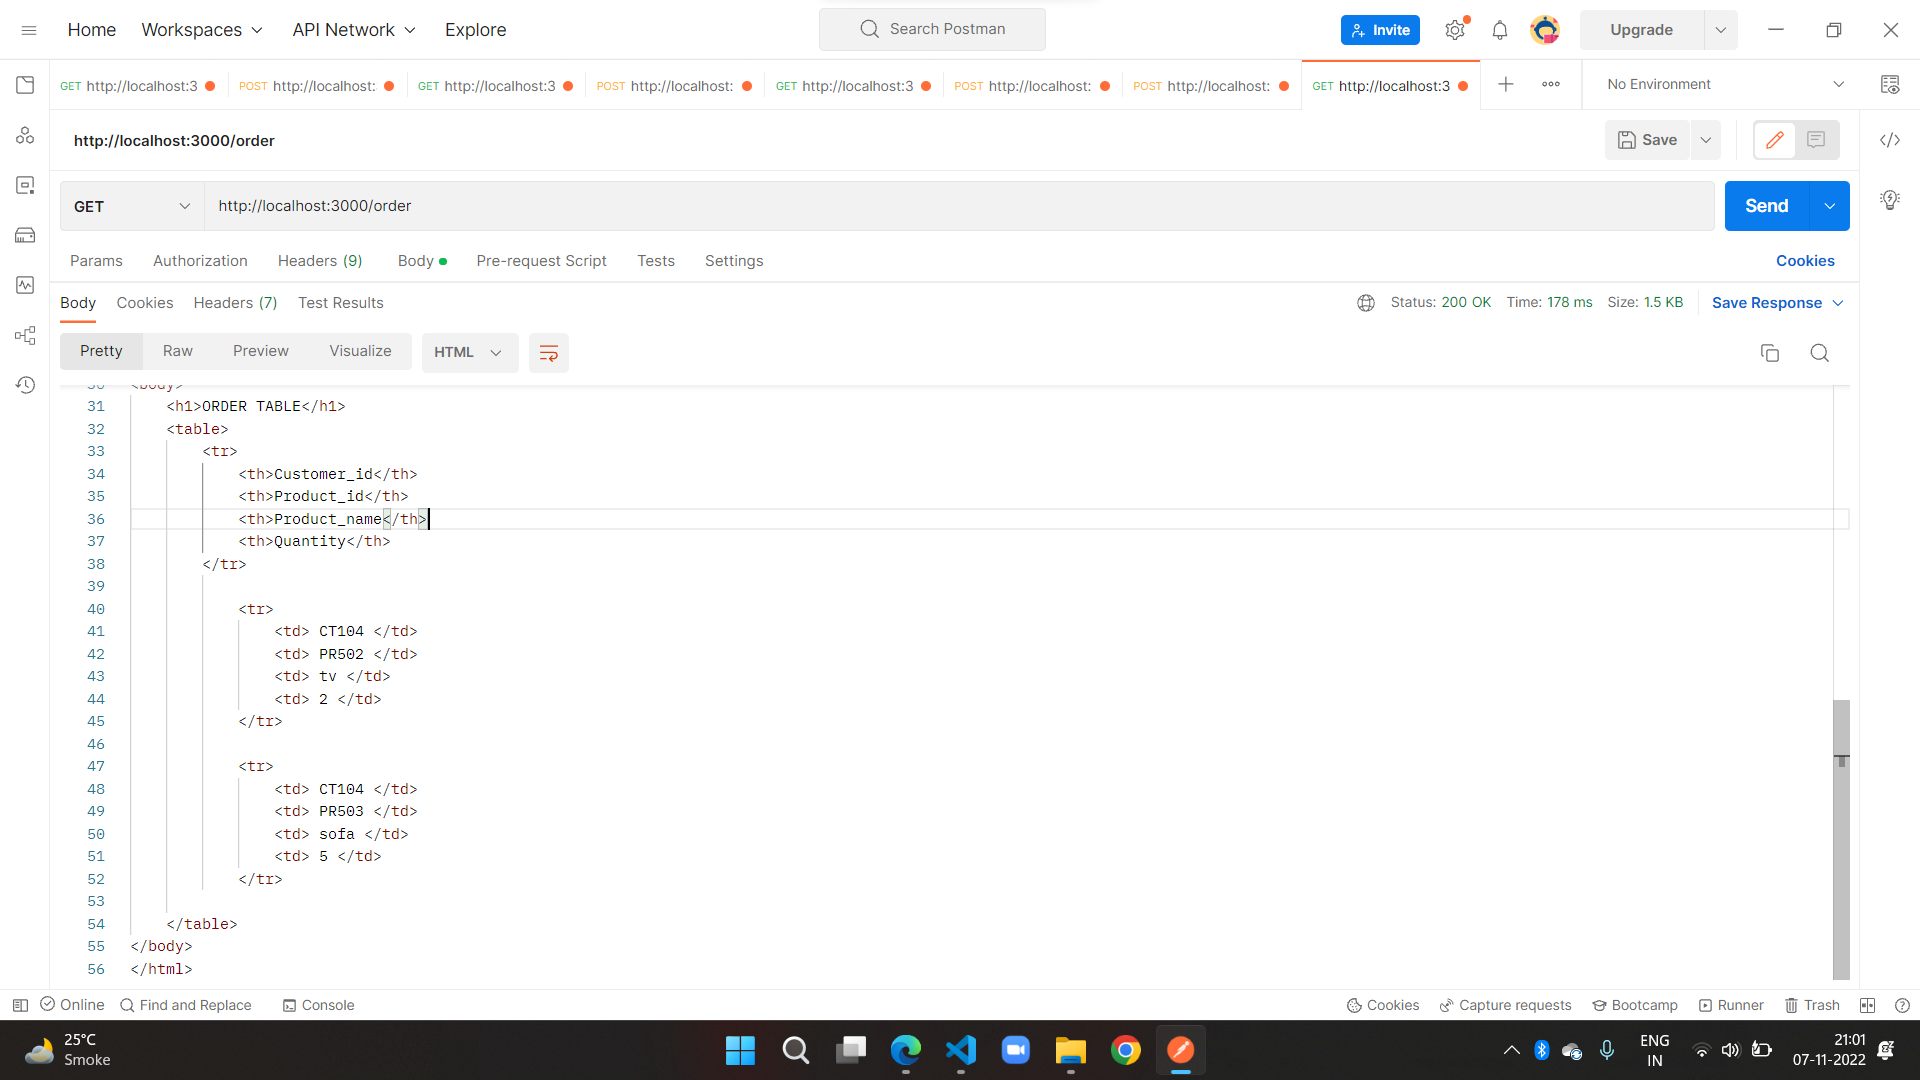 Home Workspaces API Network Explore Search Postman Invite Upgrade
GET http://localhost:3 POST http://localhost: GET http://localhost:3 POST http://localhost: GET http://localhost:3 POST http://localhost: POST http://localhost: GET http://localhost:3 No Environment
http://localhost:3000/order Save
GET http://localhost:3000/order Send
Params Authorization Headers (9) Body Pre-request Script Tests Settings Cookies
Body Cookies Headers (7) Test Results Status: 200 OK Time: 178 ms Size: 1.5 KB Save Response
Pretty Raw Preview Visualize HTML
30 <body>
31 <h1>ORDER TABLE</h1>
32 <table>
33 <tr>
34 <th>Customer_id</th>
35 <th>Product_id</th>
36 <th>Product_name</th>
37 <th>Quantity</th>
38 </tr>
39
40 <tr>
41 <td> CT104 </td>
42 <td> PR502 </td>
43 <td> tv </td>
44 <td> 2 </td>
45 </tr>
46
47 <tr>
48 <td> CT104 </td>
49 <td> PR503 </td>
50 <td> sofa </td>
51 <td> 5 </td>
52 </tr>
53
54 </table>
55 </body>
56 </html>
Online Find and Replace Console Cookies Capture requests Bootcamp Runner Trash
25°C
Smoke
ENG
IN
21:01
07-11-2022